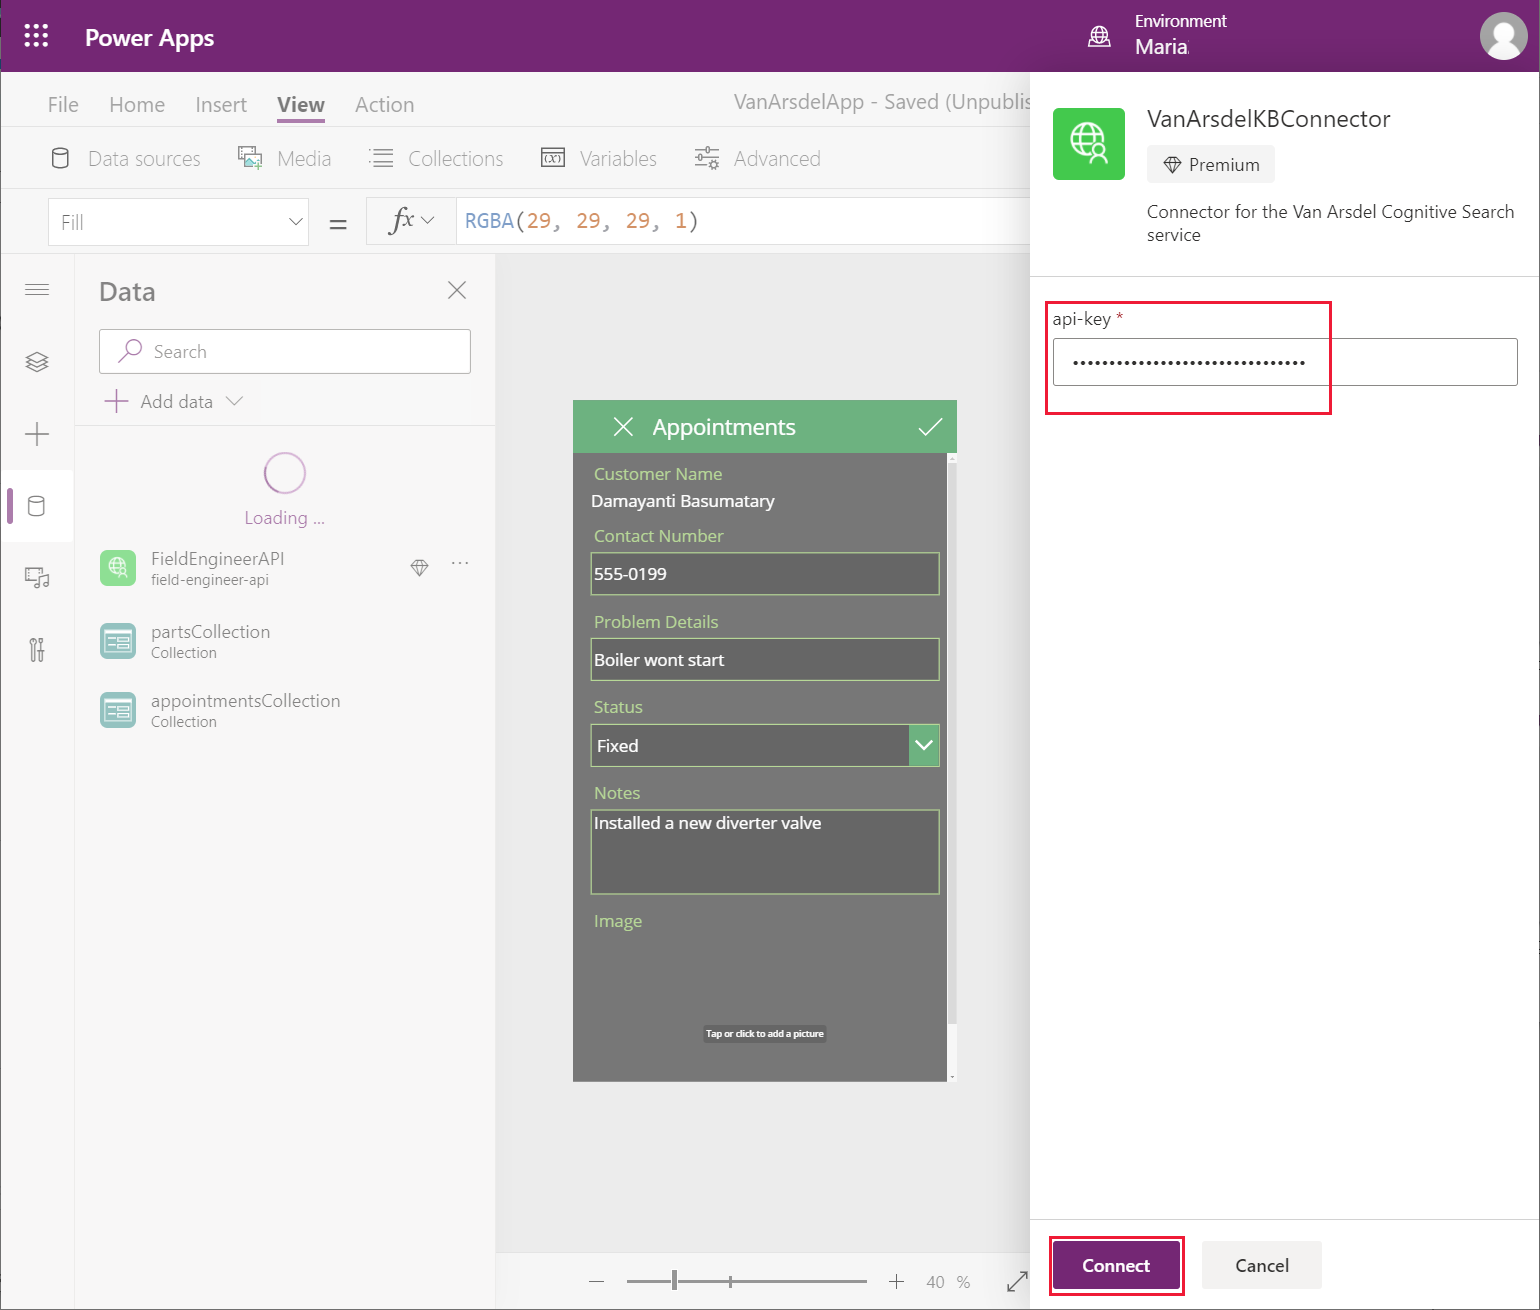 Power Apps
Environment
Maria
File Home Insert View Action
VanArsdelApp - Saved (Unpublis
Data sources Media Collections Variables Advanced
Fill = fx RGBA(29, 29, 29, 1)
Data
Search
Add data
Loading ...
FieldEngineerAPI
field-engineer-api
partsCollection
Collection
appointmentsCollection
Collection
Appointments
Customer Name
Damayanti Basumatary
Contact Number
555-0199
Problem Details
Boiler wont start
Status
Fixed
Notes
Installed a new diverter valve
Image
Tap or click to add a picture
40 %
VanArsdelKBConnector
Premium
Connector for the Van Arsdel Cognitive Search
service
api-key *
••••••••••••••••••••••••••••••••
Connect Cancel